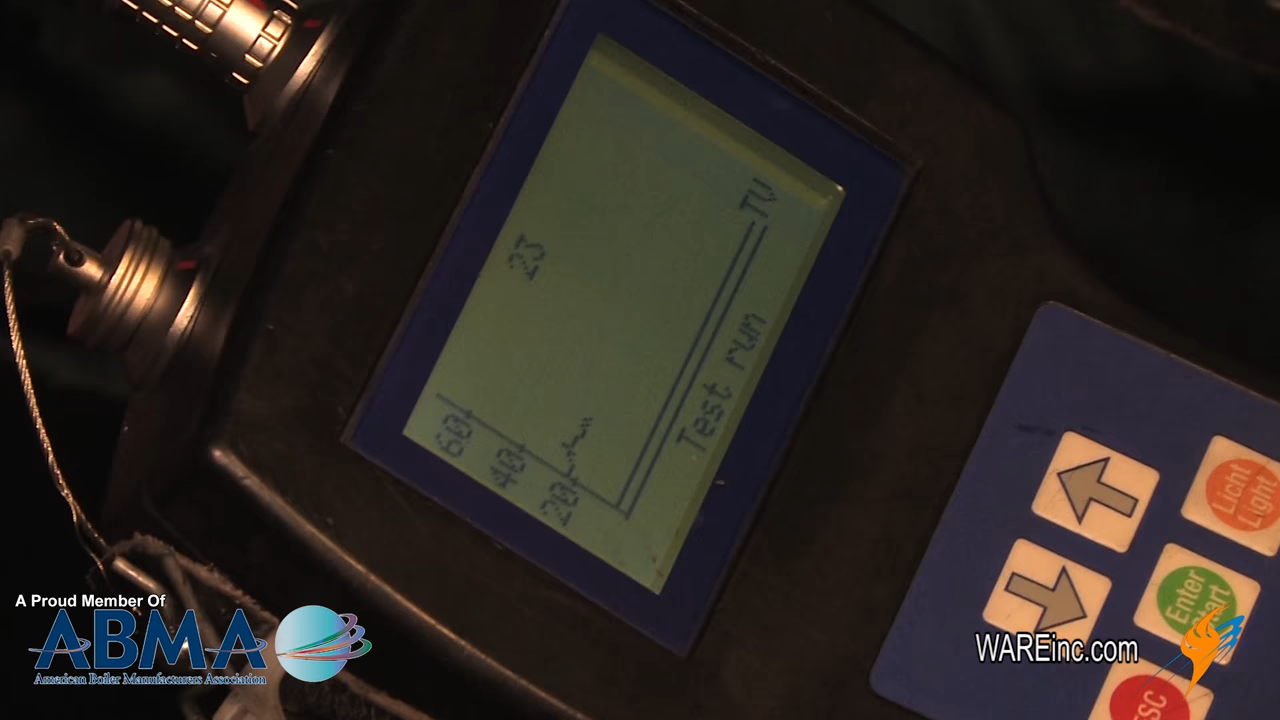 23
60
40
20
TU
Test run
Licht
Light
Enter
Start
ESC
A Proud Member Of
ABMA
American Boiler Manufacturers Association
WAREinc.com